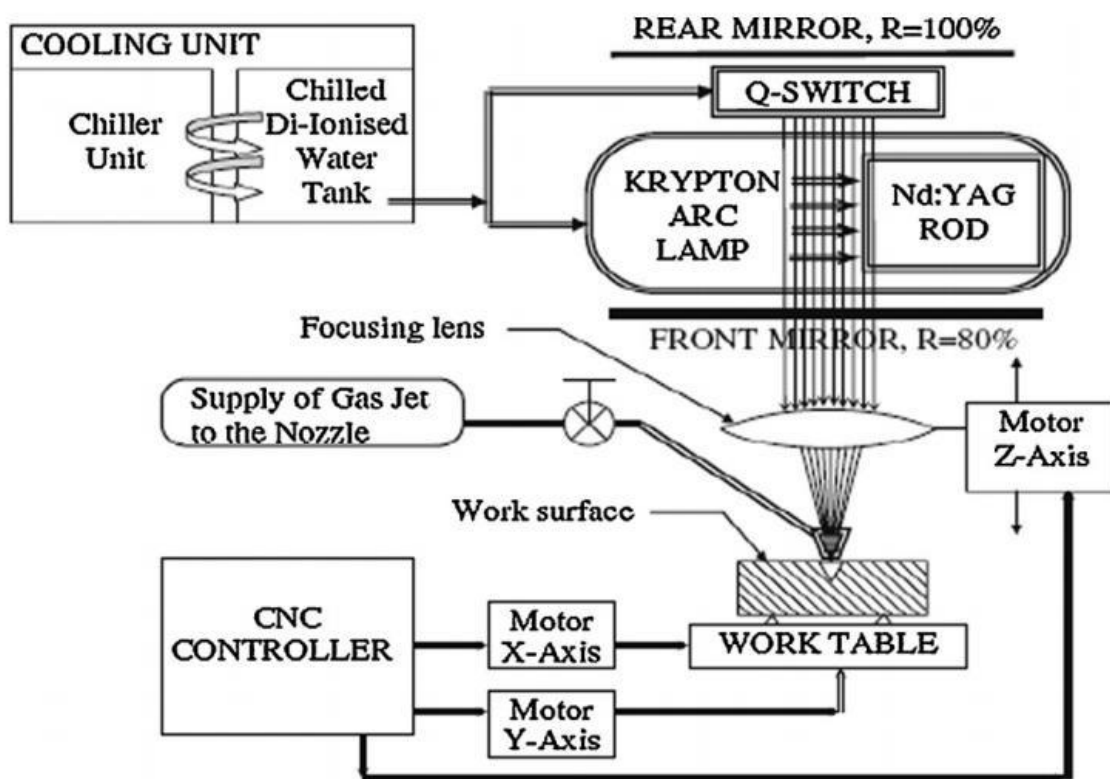 COOLING UNIT
Chiller
Unit
Chilled
Di-Ionised
Water
Tank
REAR MIRROR, R=100%
Q-SWITCH
KRYPTON
ARC
LAMP
Nd:YAG
ROD
FRONT MIRROR, R=80%
Focusing lens
Supply of Gas Jet
to the Nozzle
Motor
Z-Axis
Work surface
CNC
CONTROLLER
Motor
X-Axis
WORK TABLE
Motor
Y-Axis